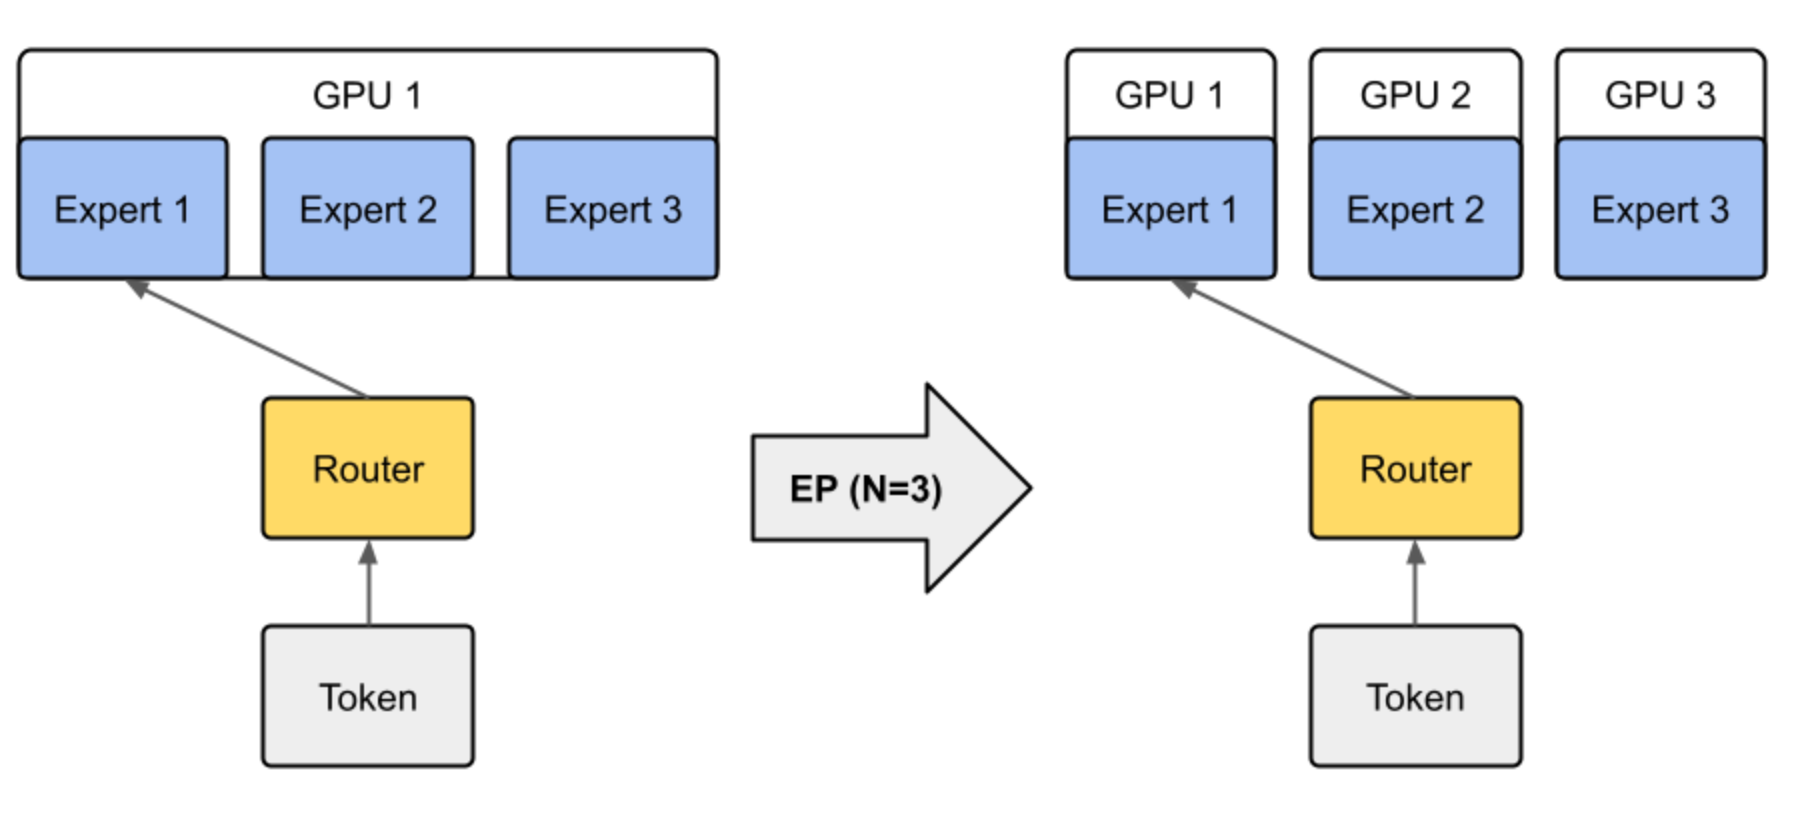 GPU 1
Expert 1
Expert 2
Expert 3
Router
Token
EP (N=3)
GPU 1
GPU 2
GPU 3
Expert 1
Expert 2
Expert 3
Router
Token